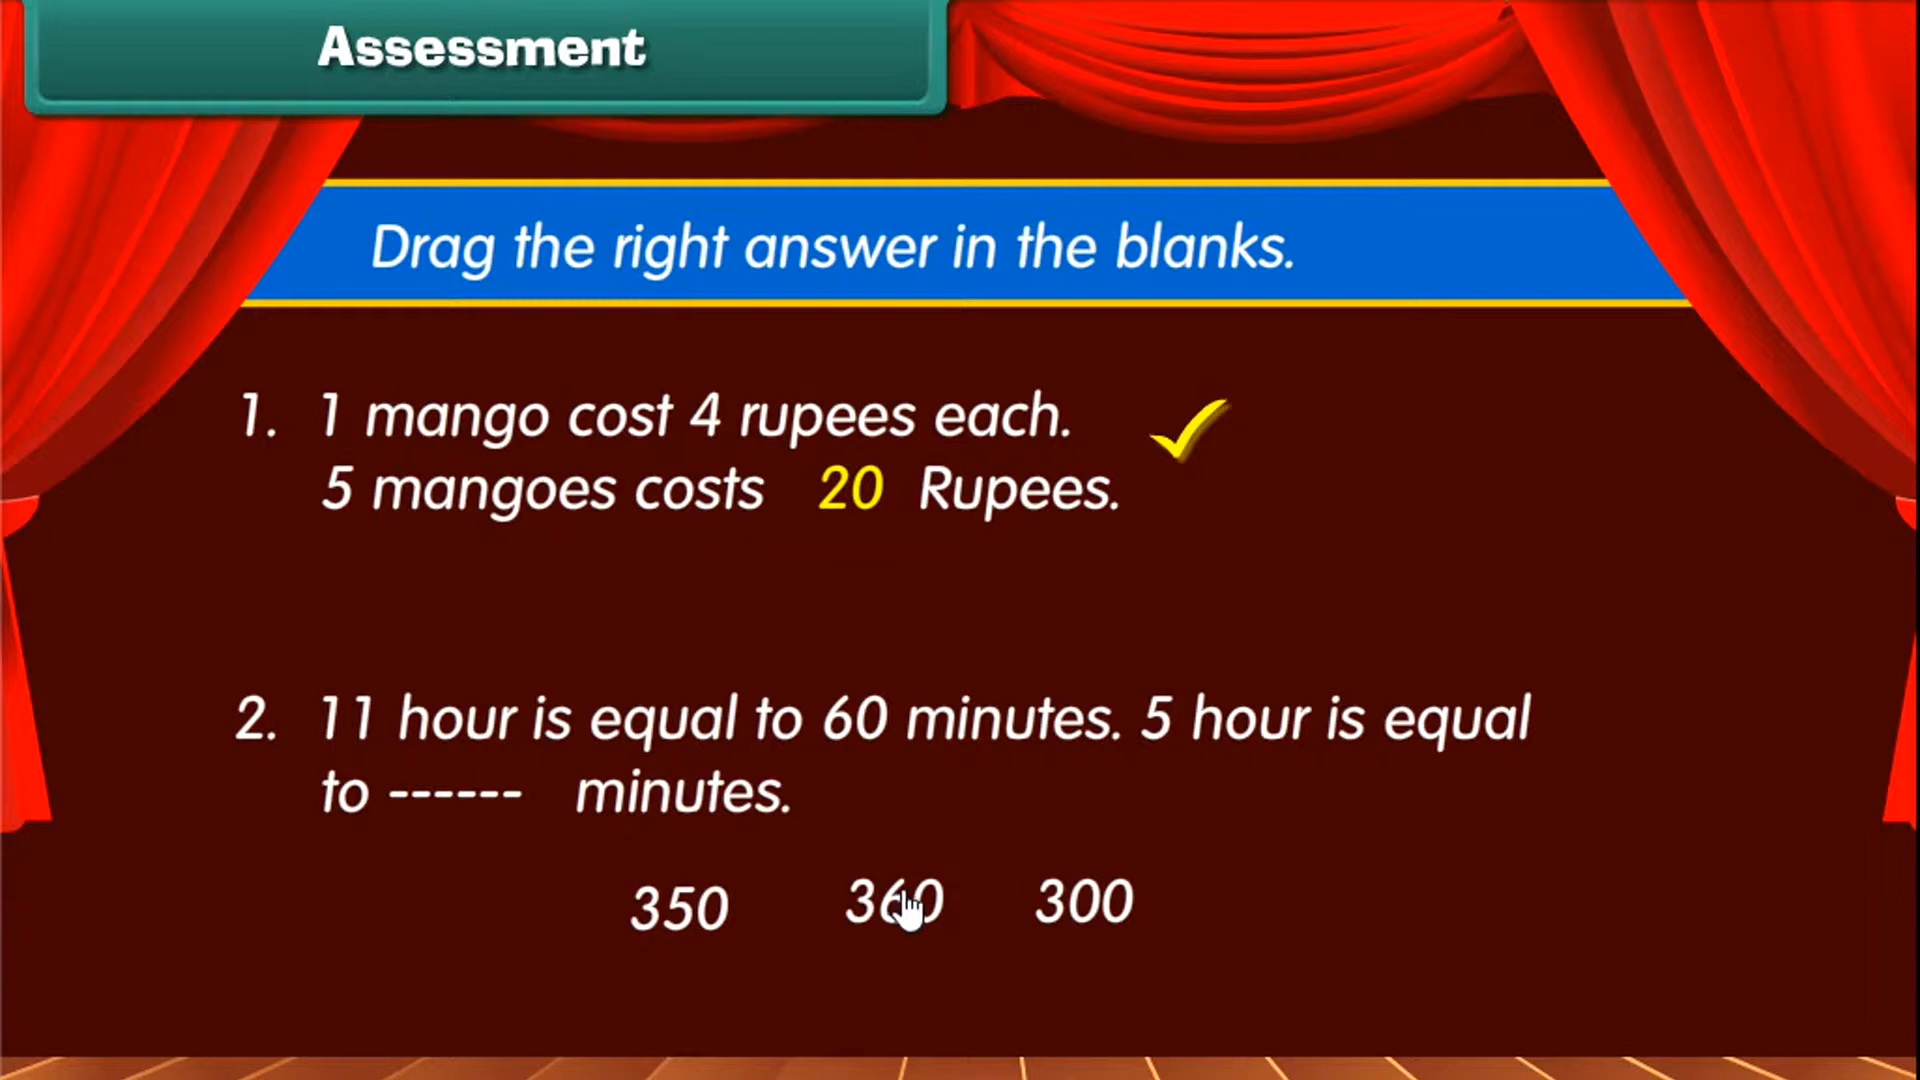 Assessment
Drag the right answer in the blanks.
1. 1 mango cost 4 rupees each.
5 mangoes costs 20 Rupees.
2. 11 hour is equal to 60 minutes. 5 hour is equal
to ------ minutes.
350 360 300